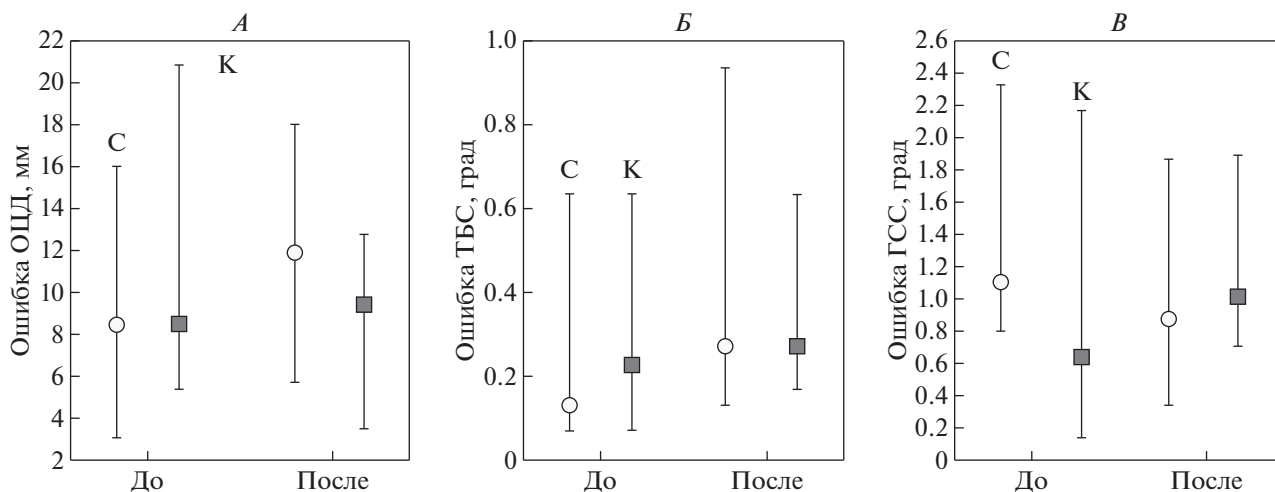 А
Ошибка ОЦД, мм
22
20
18
16
14
12
10
8
6
4
2
С
К
До
После
Б
Ошибка ТБС, град
1.0
0.8
0.6
0.4
0.2
0
С
К
До
После
В
Ошибка ГСС, град
2.6
2.4
2.2
2.0
1.8
1.6
1.4
1.2
1.0
0.8
0.6
0.4
0.2
0
С
К
До
После